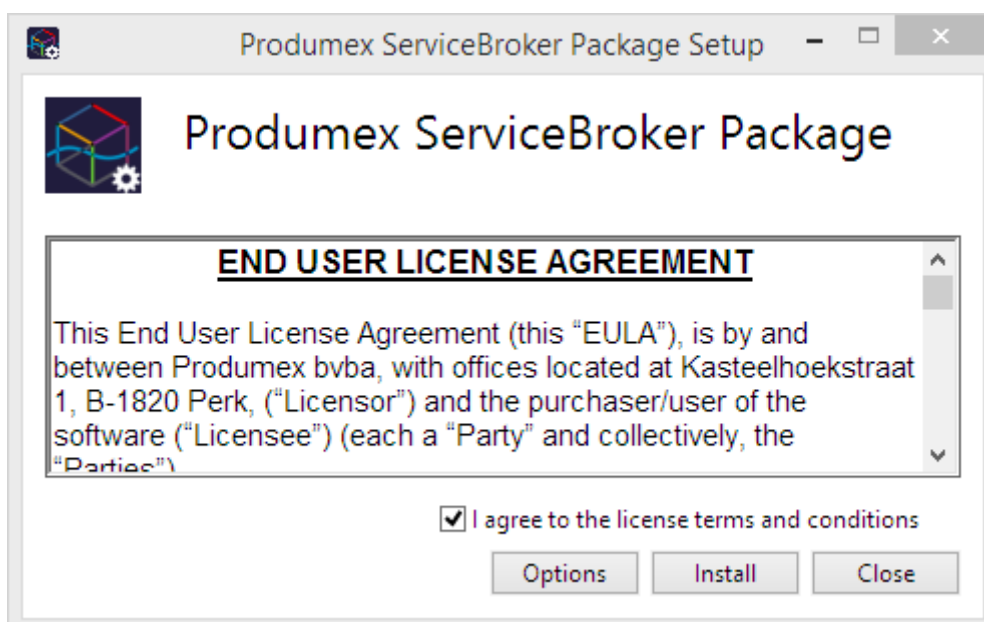 Produmex ServiceBroker Package Setup
Produmex ServiceBroker Package
END USER LICENSE AGREEMENT
This End User License Agreement (this “EULA”), is by and
between Produmex bvba, with offices located at Kasteelhoekstraat
1, B-1820 Perk, (“Licensor”) and the purchaser/user of the
software (“Licensee”) (each a “Party” and collectively, the
“Parties”)
I agree to the license terms and conditions
Options Install Close